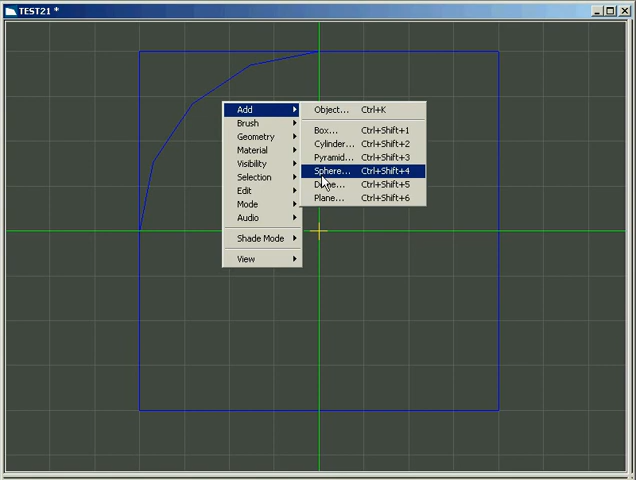 TEST21 *
Add
Brush
Geometry
Material
Visibility
Selection
Edit
Mode
Audio
Shade Mode
View
Object... Ctrl+K
Box... Ctrl+Shift+1
Cylinder... Ctrl+Shift+2
Pyramid... Ctrl+Shift+3
Sphere... Ctrl+Shift+4
Ctrl+Shift+5
Plane... Ctrl+Shift+6